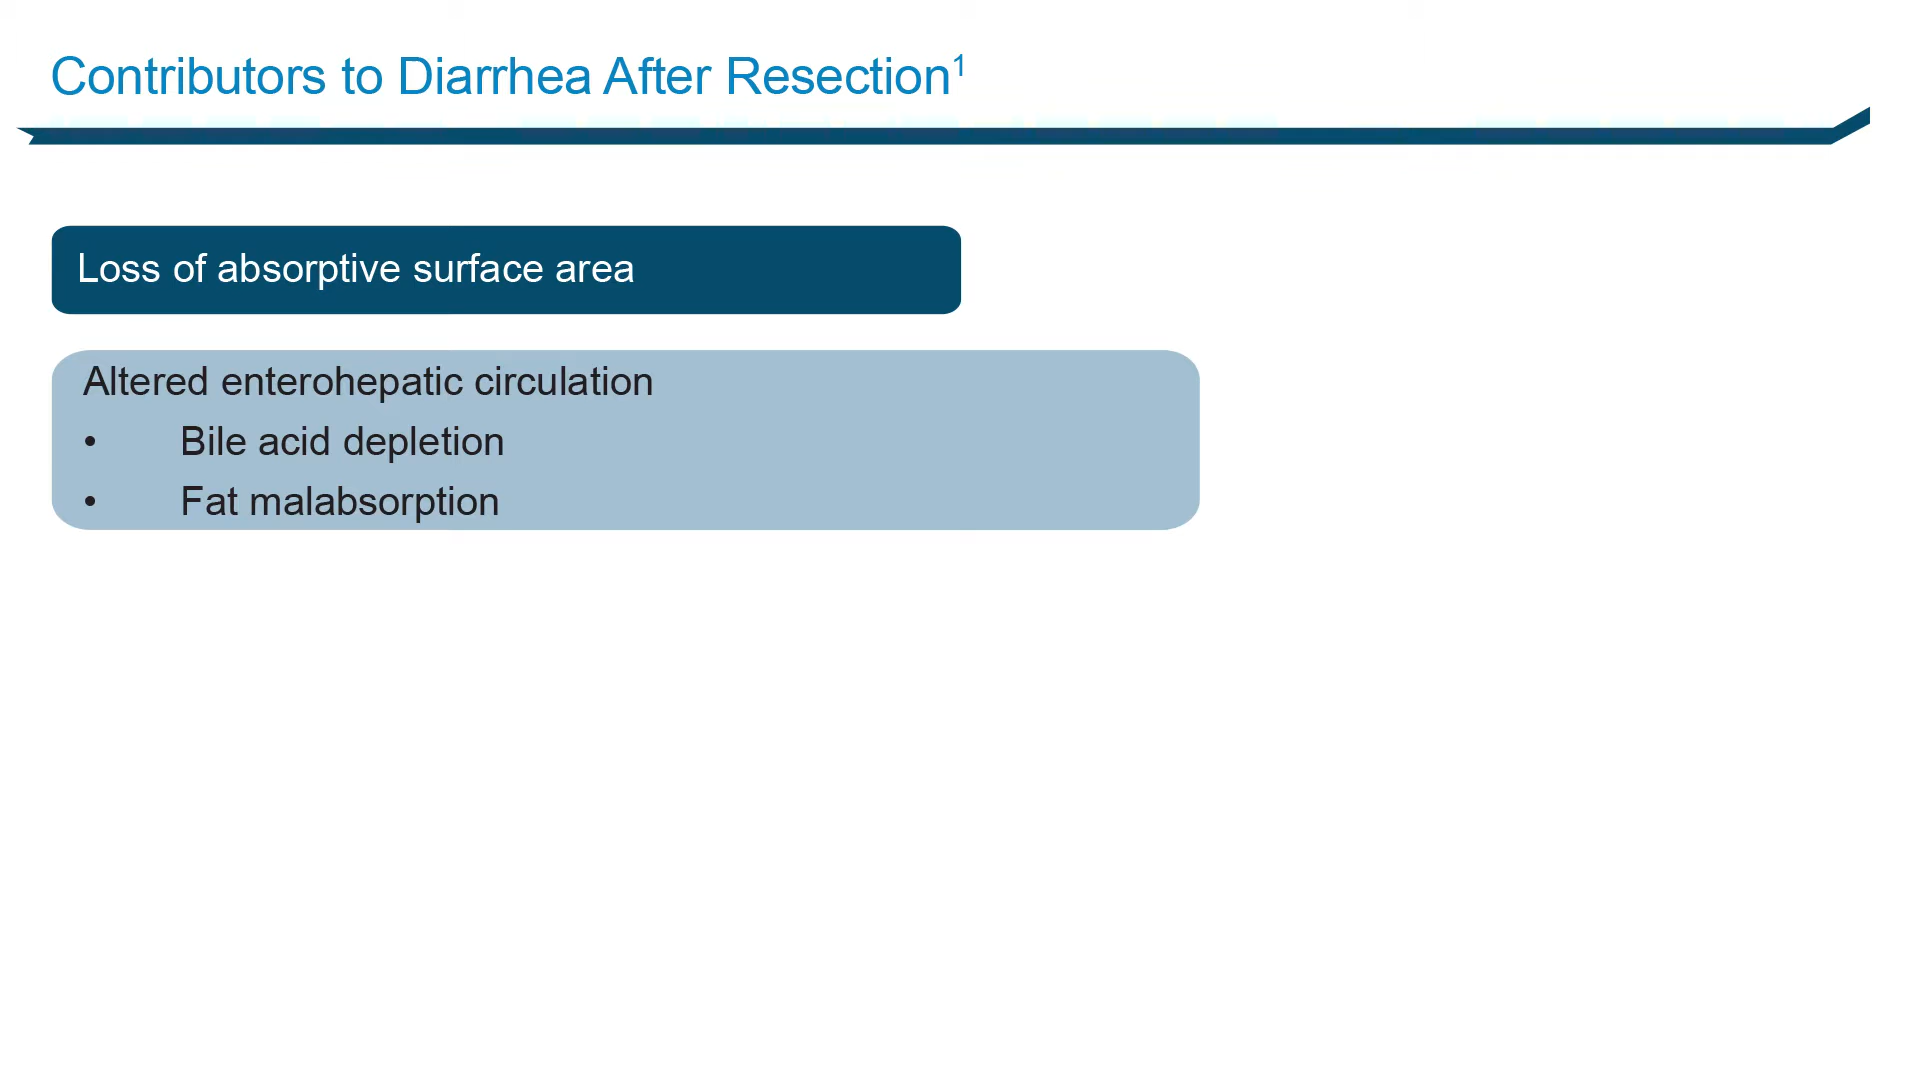 Contributors to Diarrhea After Resection¹
Loss of absorptive surface area
Altered enterohepatic circulation
• Bile acid depletion
• Fat malabsorption